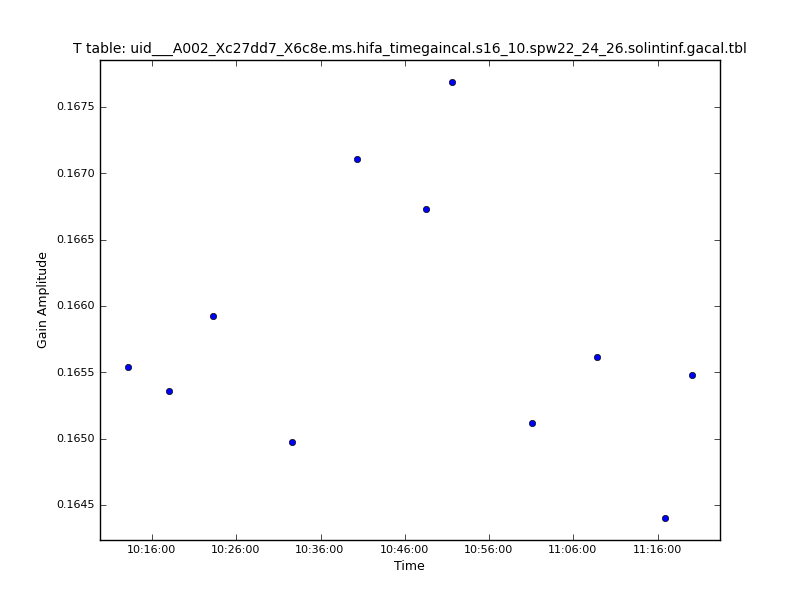 T table: uid___A002_Xc27dd7_X6c8e.ms.hifa_timegaincal.s16_10.spw22_24_26.solintinf.gacal.tbl
0.1675
0.1670
0.1665
0.1660
0.1655
0.1650
0.1645
Gain Amplitude
10:16:00 10:26:00 10:36:00 10:46:00 10:56:00 11:06:00 11:16:00
Time